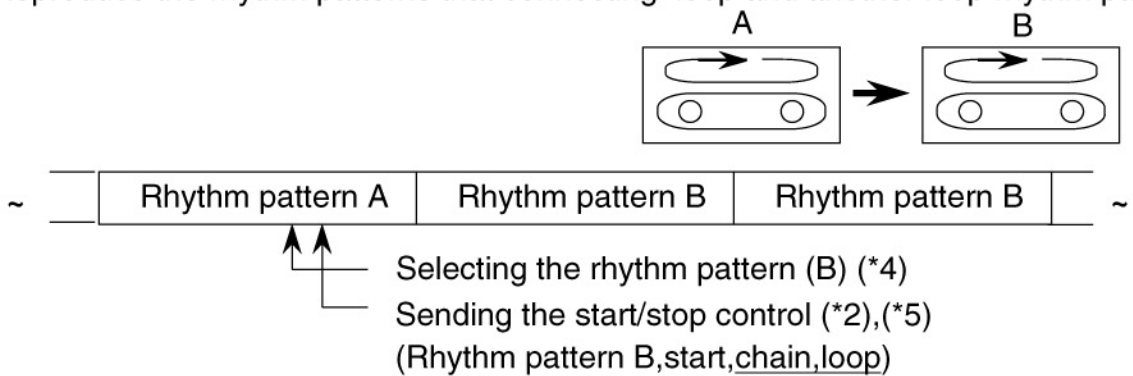 A B
~ Rhythm pattern A Rhythm pattern B Rhythm pattern B ~
Selecting the rhythm pattern (B) (*4)
Sending the start/stop control (*2),(*5)
(Rhythm pattern B,start,chain,loop)